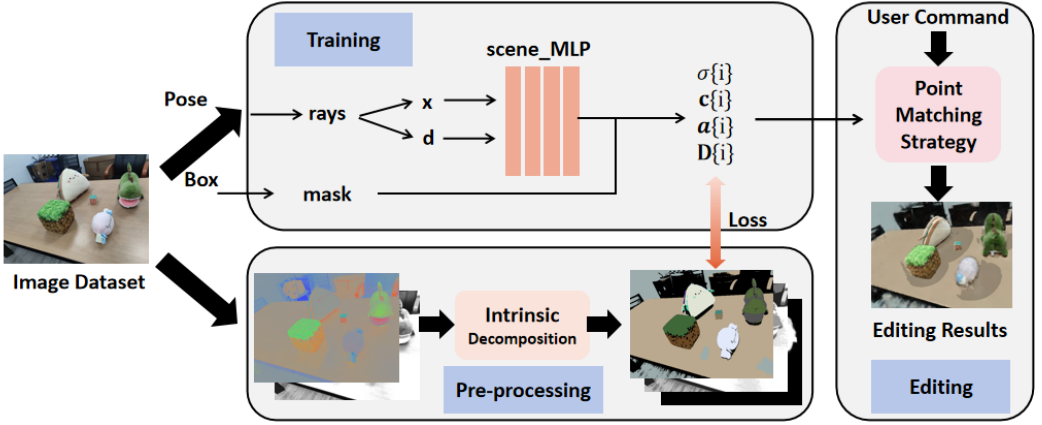 Training
scene_MLP
User Command
Pose
rays
x
d
σ{i}
c{i}
a{i}
D{i}
Point
Matching
Strategy
Box
mask
Loss
Image Dataset
Intrinsic
Decomposition
Pre-processing
Editing Results
Editing